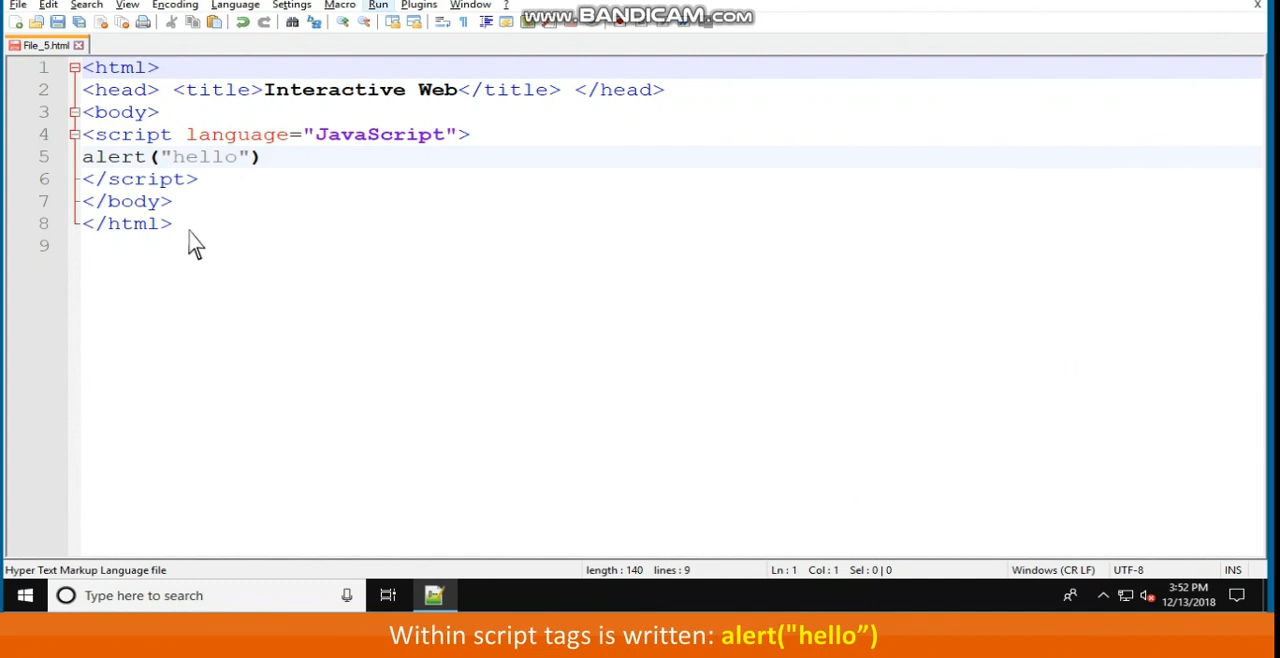 File Edit Search View Encoding Language Settings Macro Run Plugins Window ? X
www.BANDICAM.com
File_5.html
1 <html>
2 <head> <title>Interactive Web</title> </head>
3 <body>
4 <script language="JavaScript">
5 alert("hello")
6 </script>
7 </body>
8 </html>
9
Hyper Text Markup Language file length : 140 lines : 9 Ln : 1 Col : 1 Sel : 0 | 0 Windows (CR LF) UTF-8 INS
Type here to search 3:52 PM
12/13/2018
Within script tags is written: alert("hello”)